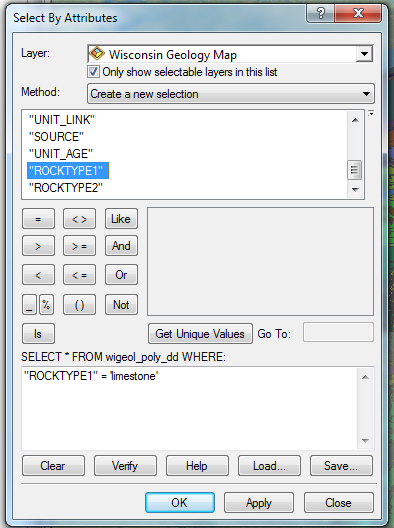 Select By Attributes
Layer: Wisconsin Geology Map
Only show selectable layers in this list
Method: Create a new selection
"UNIT_LINK"
"SOURCE"
"UNIT_AGE"
"ROCKTYPE1"
"ROCKTYPE2"
= < > Like
> > = And
< < = Or
_ % ( ) Not
Is Get Unique Values Go To:
SELECT * FROM wigeol_poly_dd WHERE:
"ROCKTYPE1" = 'limestone'
Clear Verify Help Load... Save...
OK Apply Close